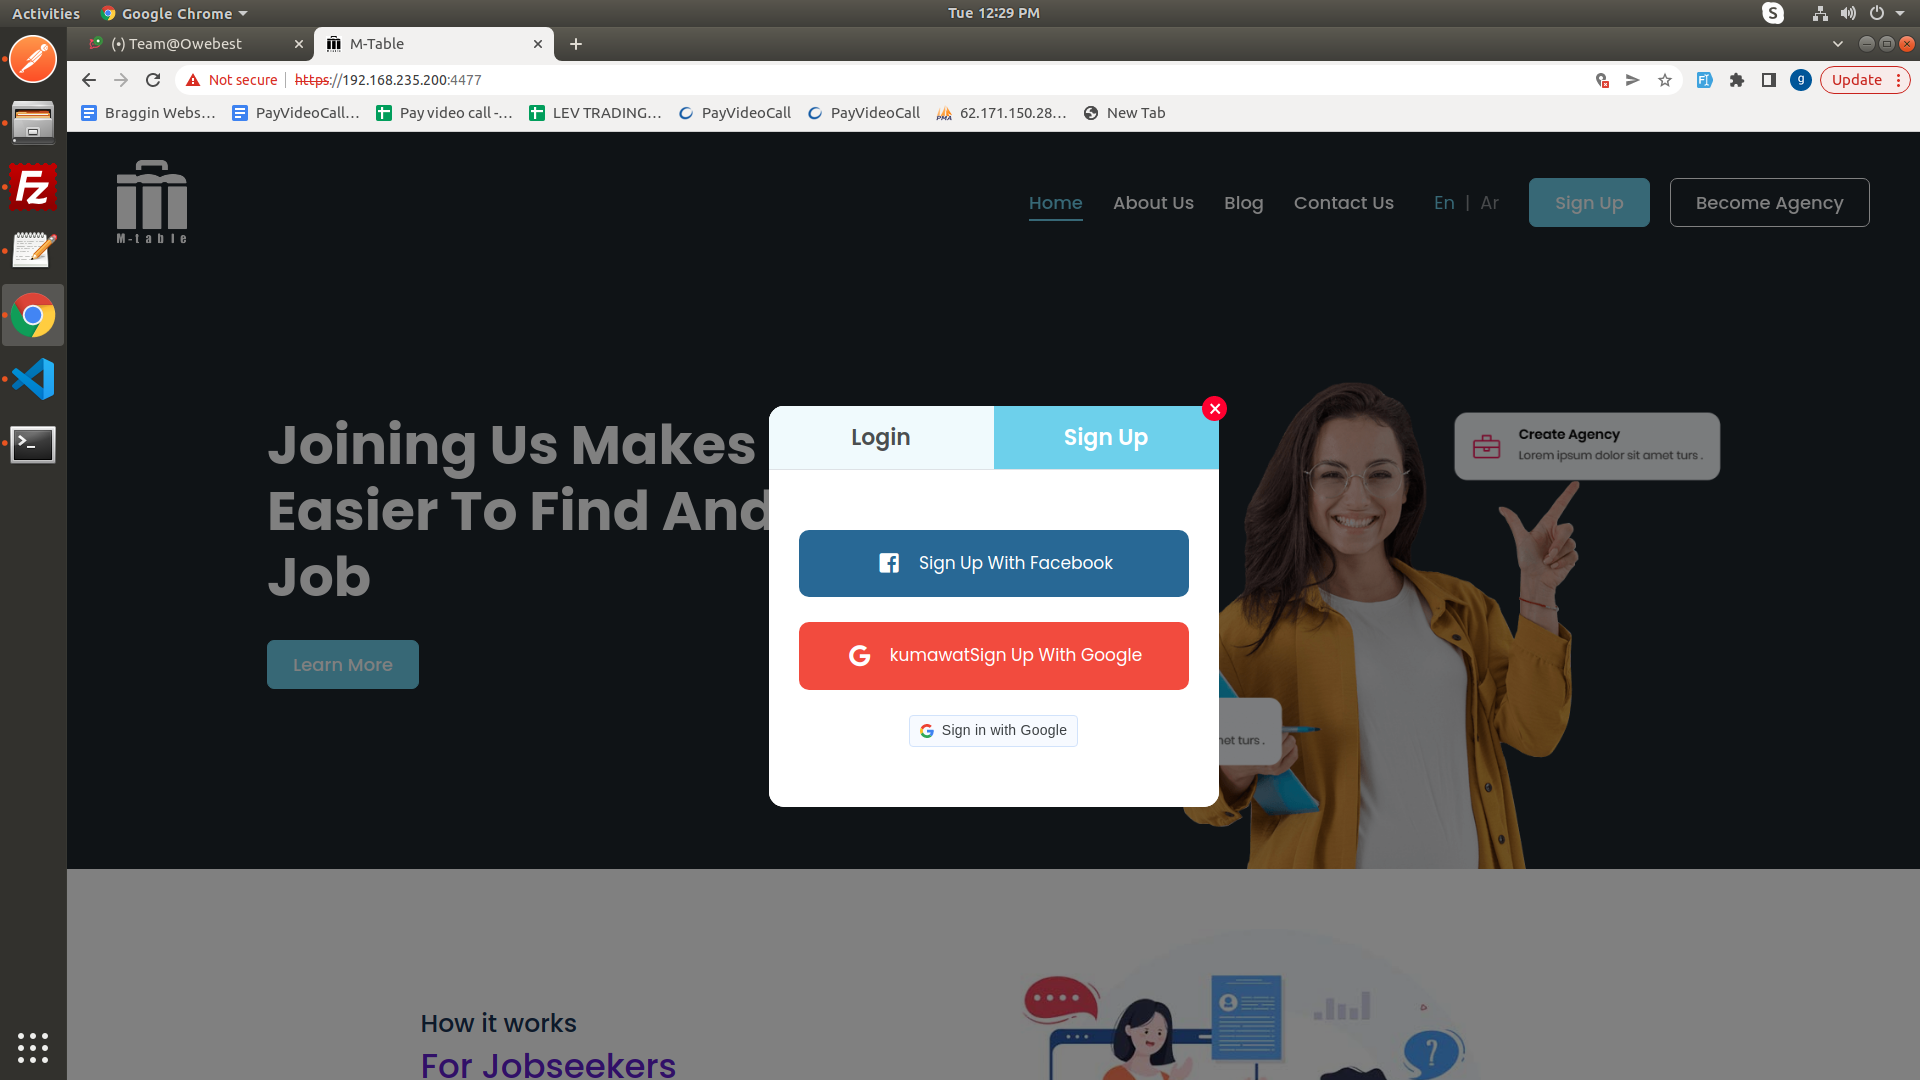 Activities
Google Chrome
Tue 12:29 PM
S
(•) Team@Owebest
M-Table
Not secure
https://192.168.235.200:4477
g
Update
Braggin Webs…
PayVideoCall…
Pay video call -…
LEV TRADING…
PayVideoCall
PayVideoCall
62.171.150.28…
New Tab
M-table
Home
About Us
Blog
Contact Us
En | Ar
Sign Up
Become Agency
Joining Us Makes
Easier To Find And
Job
Learn More
Login
Sign Up
Sign Up With Facebook
kumawatSign Up With Google
Sign in with Google
Create Agency
Lorem ipsum dolor sit amet turs .
met turs .
How it works
For Jobseekers